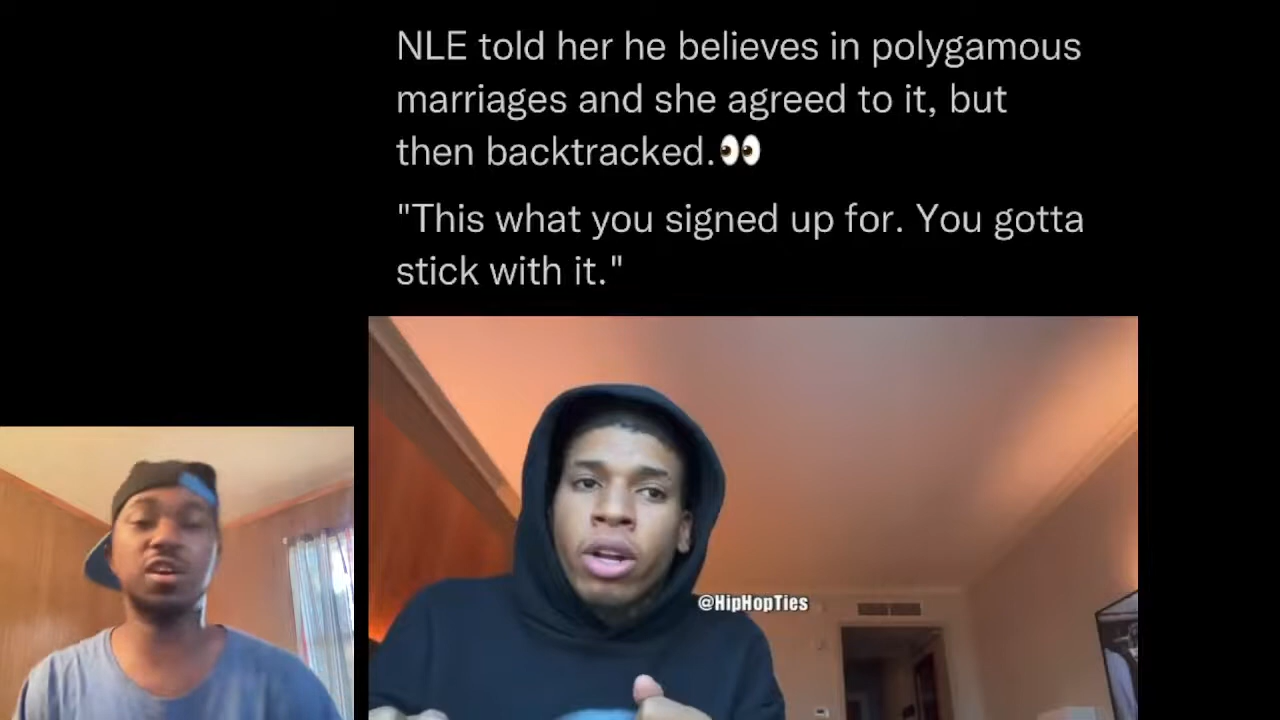 NLE told her he believes in polygamous
marriages and she agreed to it, but
then backtracked.👀
"This what you signed up for. You gotta
stick with it."
@HipHopTies